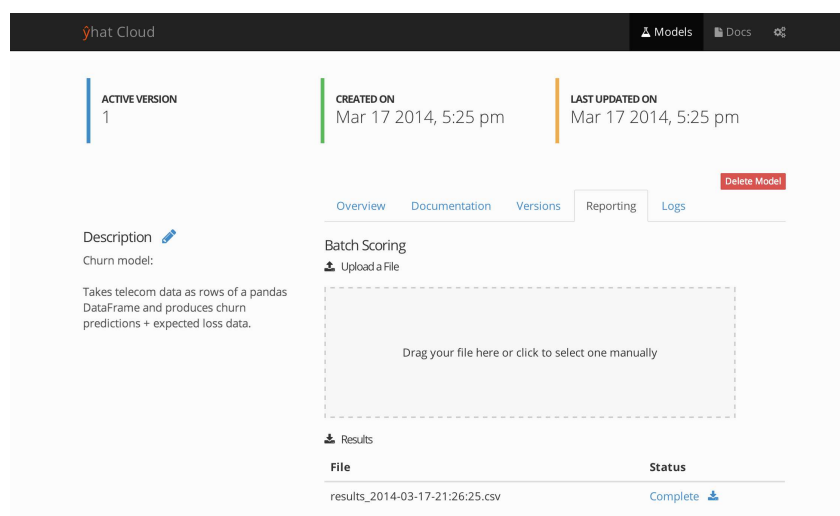 ŷhat Cloud
Models
Docs
ACTIVE VERSION
1
CREATED ON
Mar 17 2014, 5:25 pm
LAST UPDATED ON
Mar 17 2014, 5:25 pm
Delete Model
Overview
Documentation
Versions
Reporting
Logs
Description
Churn model:
Takes telecom data as rows of a pandas
DataFrame and produces churn
predictions + expected loss data.
Batch Scoring
Upload a File
Drag your file here or click to select one manually
Results
File
Status
results_2014-03-17-21:26:25.csv
Complete